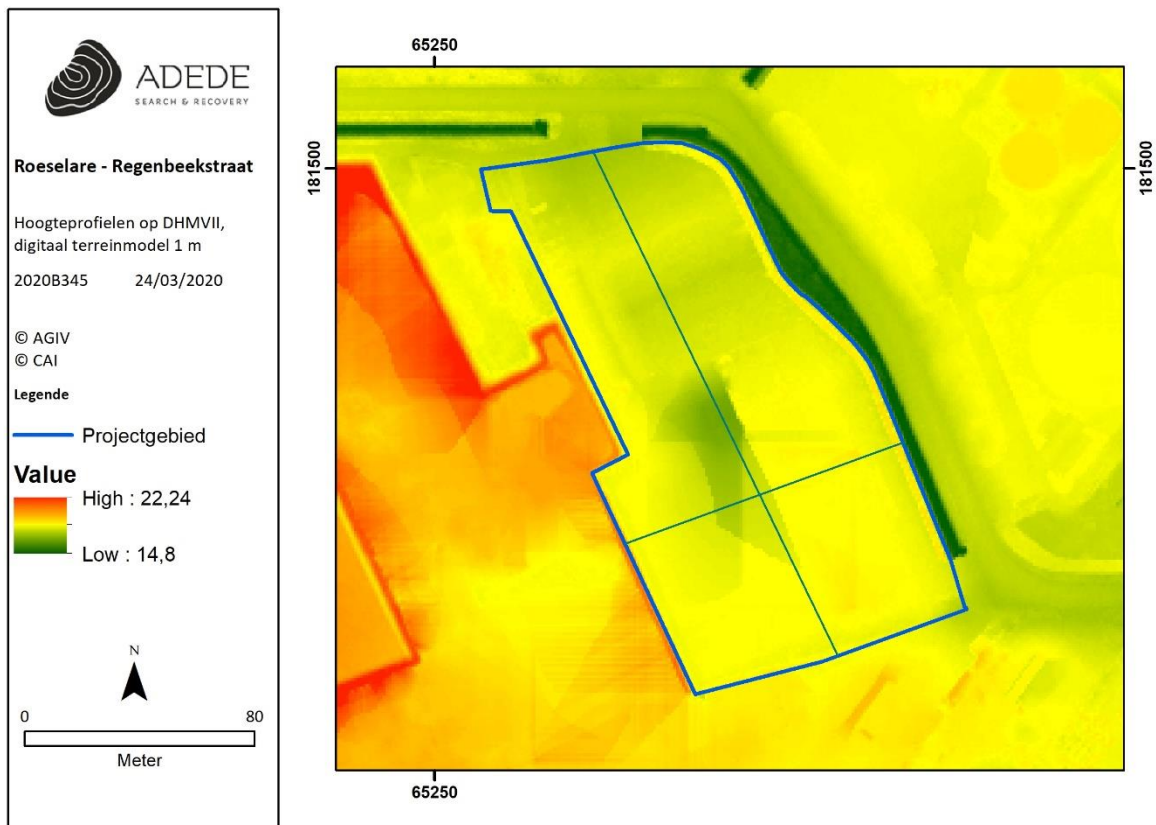 ADEDE
SEARCH & RECOVERY
Roeselare - Regenbeekstraat
Hoogteprofielen op DHMVII,
digitaal terreinmodel 1 m
2020B345 24/03/2020
© AGIV
© CAI
Legende
Projectgebied
Value
High : 22,24
Low : 14,8
N
0 80
Meter
65250
181500
181500
65250